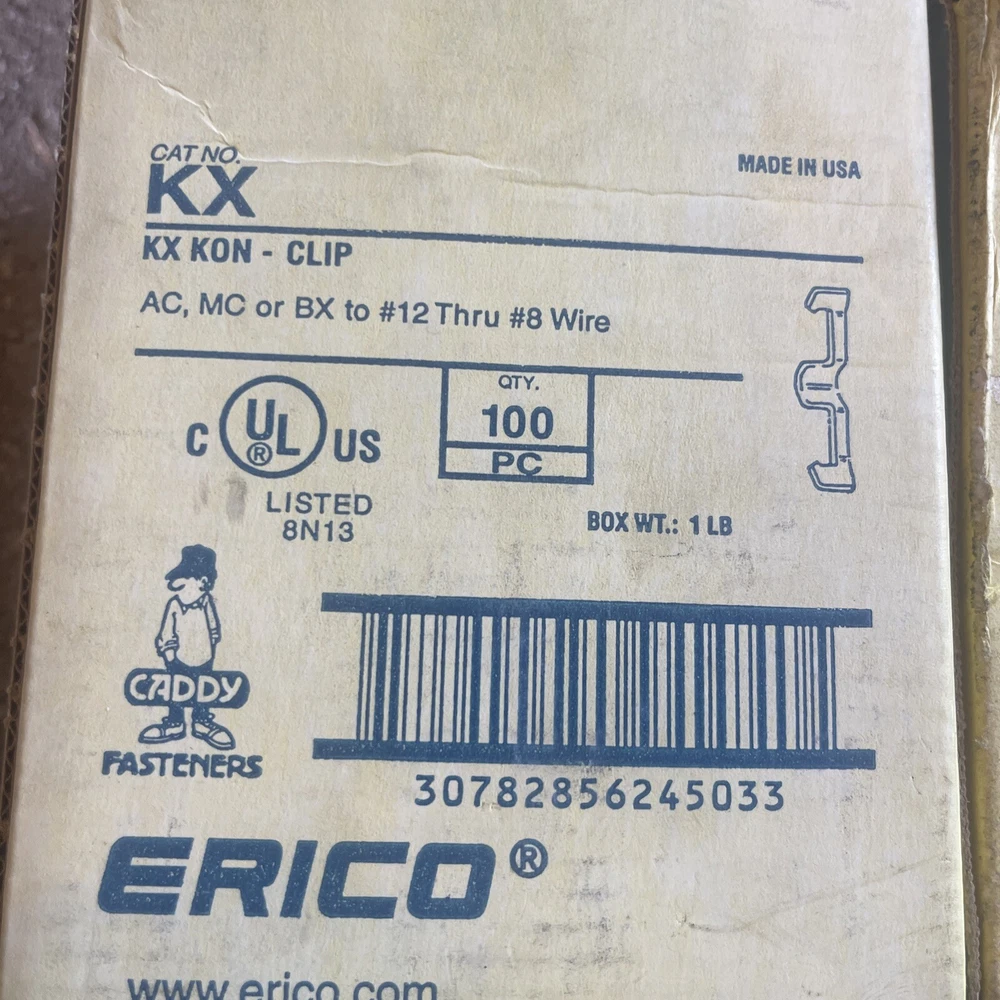 CAT NO.
KX
MADE IN USA
KX KON - CLIP
AC, MC or BX to #12 Thru #8 Wire
QTY.
100
PC
C UL® US
LISTED
8N13
BOX WT.: 1 LB
CADDY
FASTENERS
30782856245033
ERICO®
www.erico.com